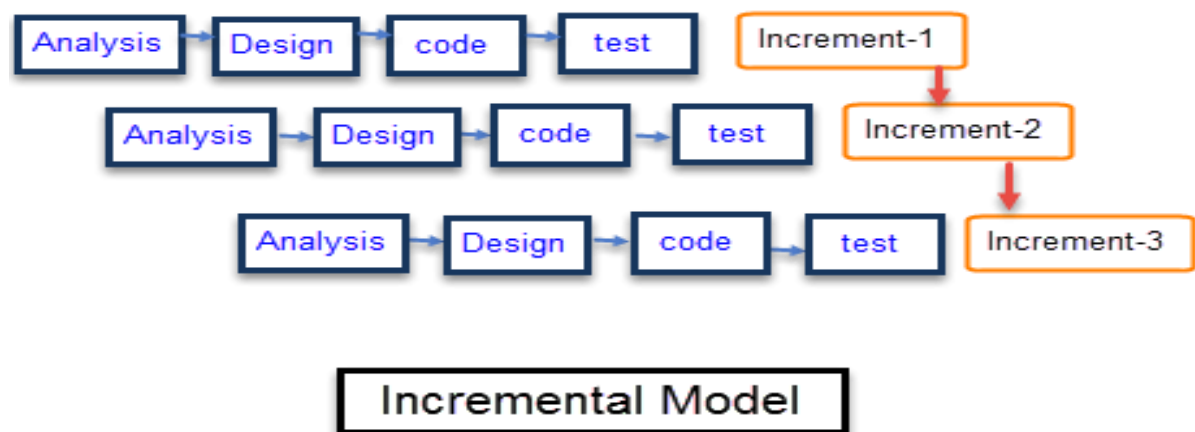 Analysis Design code test Increment-1
Analysis Design code test Increment-2
Analysis Design code test Increment-3
Incremental Model